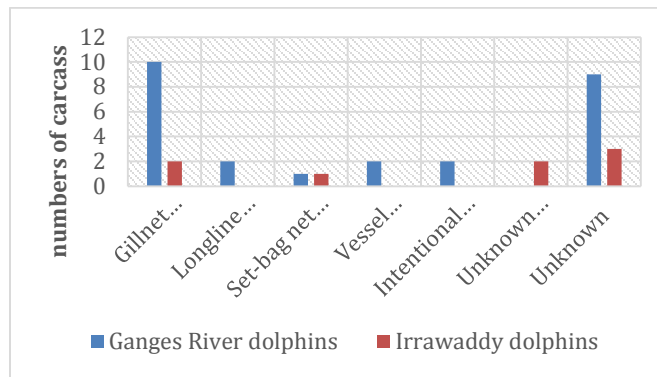 numbers of carcass
12
10
8
6
4
2
0
Gillnet...
Longline...
Set-bag net...
Vessel...
Intentional...
Unknown...
Unknown
Ganges River dolphins
Irrawaddy dolphins